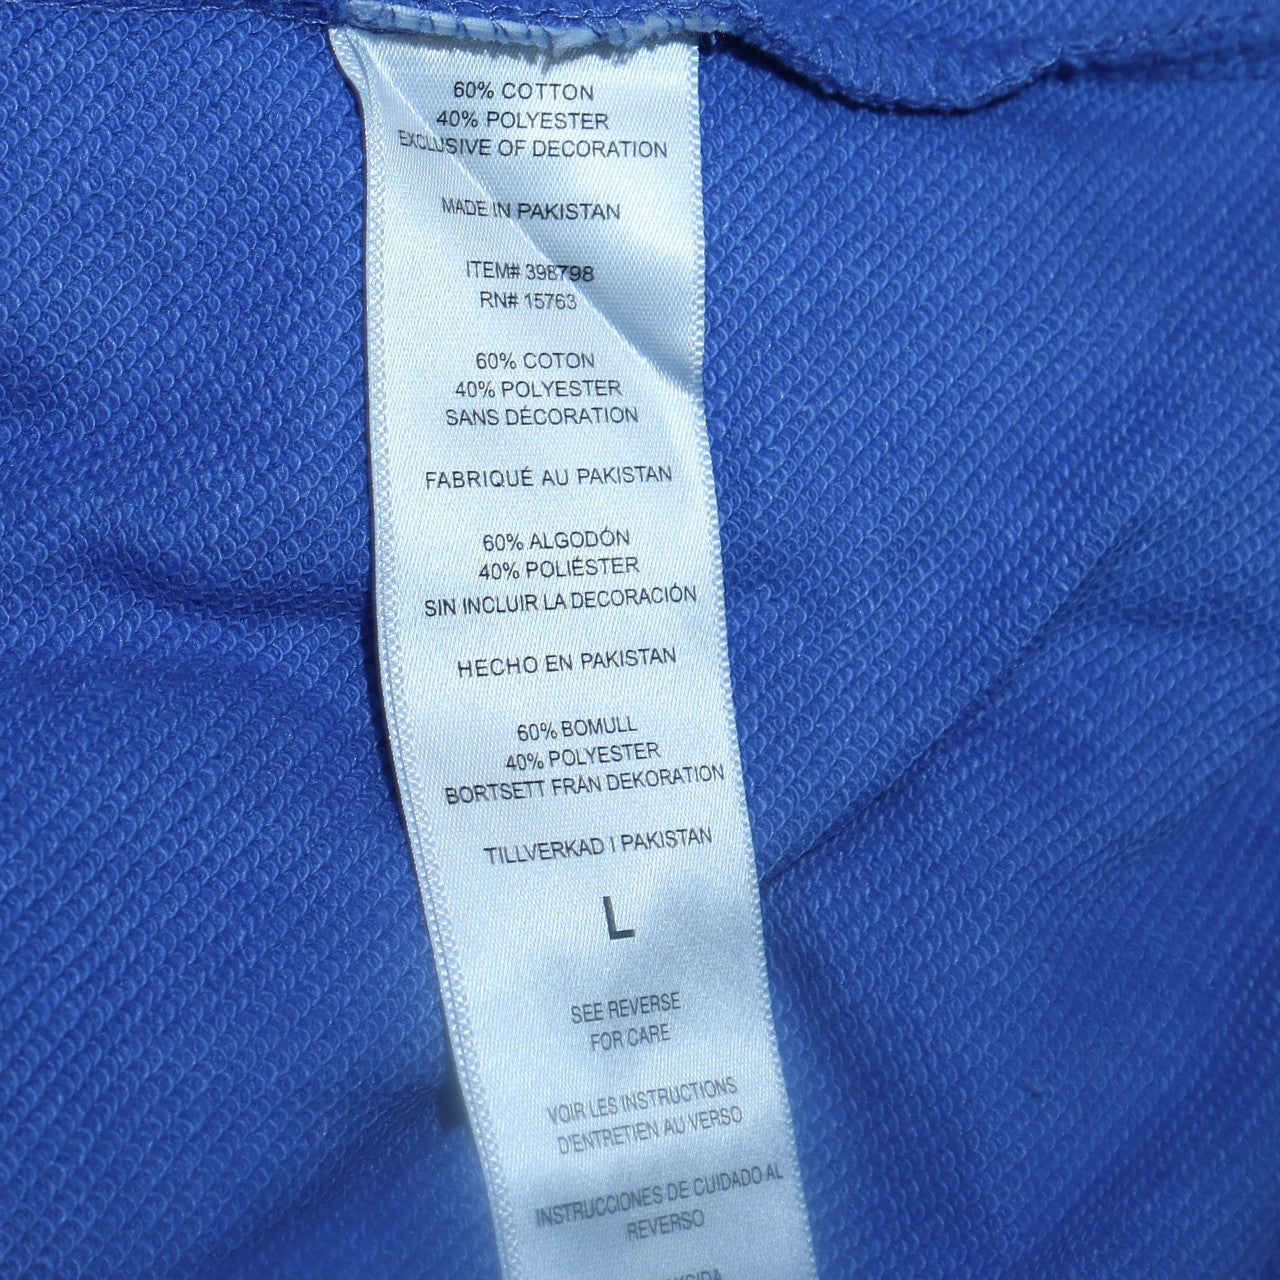 60% COTTON
40% POLYESTER
EXCLUSIVE OF DECORATION
MADE IN PAKISTAN
ITEM# 398798
RN# 15763
60% COTON
40% POLYESTER
SANS DÉCORATION
FABRIQUÉ AU PAKISTAN
60% ALGODÓN
40% POLIÉSTER
SIN INCLUIR LA DECORACIÓN
HECHO EN PAKISTAN
60% BOMULL
40% POLYESTER
BORTSETT FRÅN DEKORATION
TILLVERKAD I PAKISTAN
L
SEE REVERSE
FOR CARE
VOIR LES INSTRUCTIONS
D'ENTRETIEN AU VERSO
INSTRUCCIONES DE CUIDADO AL
REVERSO